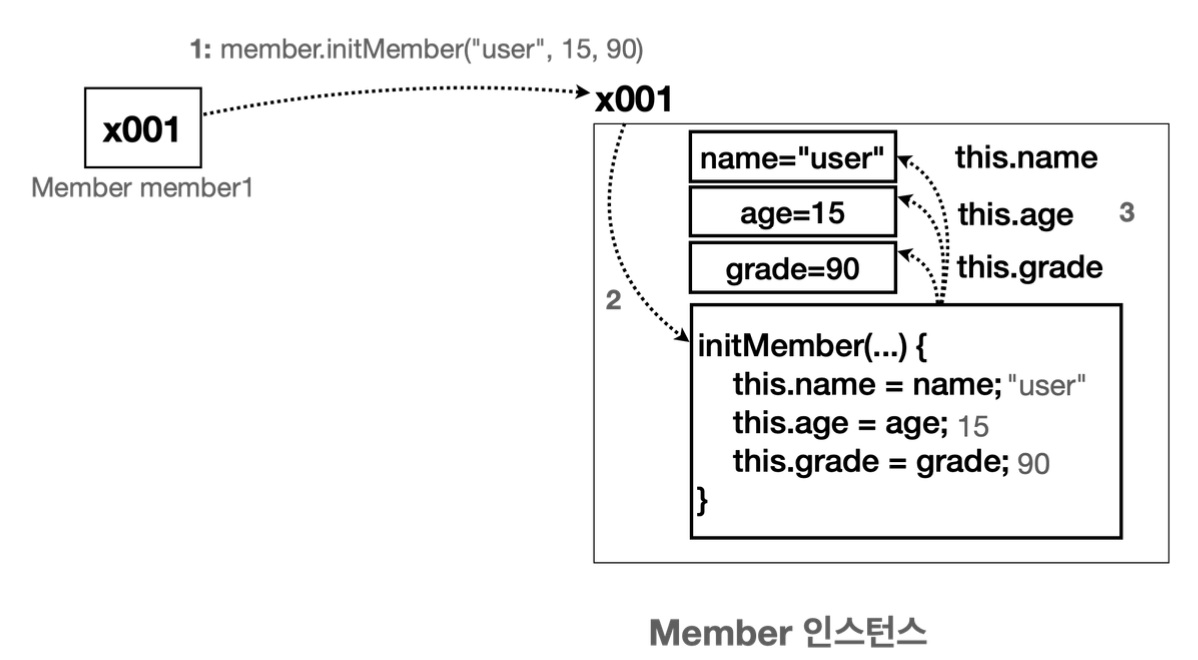 1: member.initMember("user", 15, 90)
x001
Member member1
x001
name="user"
this.name
age=15
this.age
3
grade=90
this.grade
2
initMember(...) {
this.name = name; "user"
this.age = age; 15
this.grade = grade; 90
}
Member 인스턴스